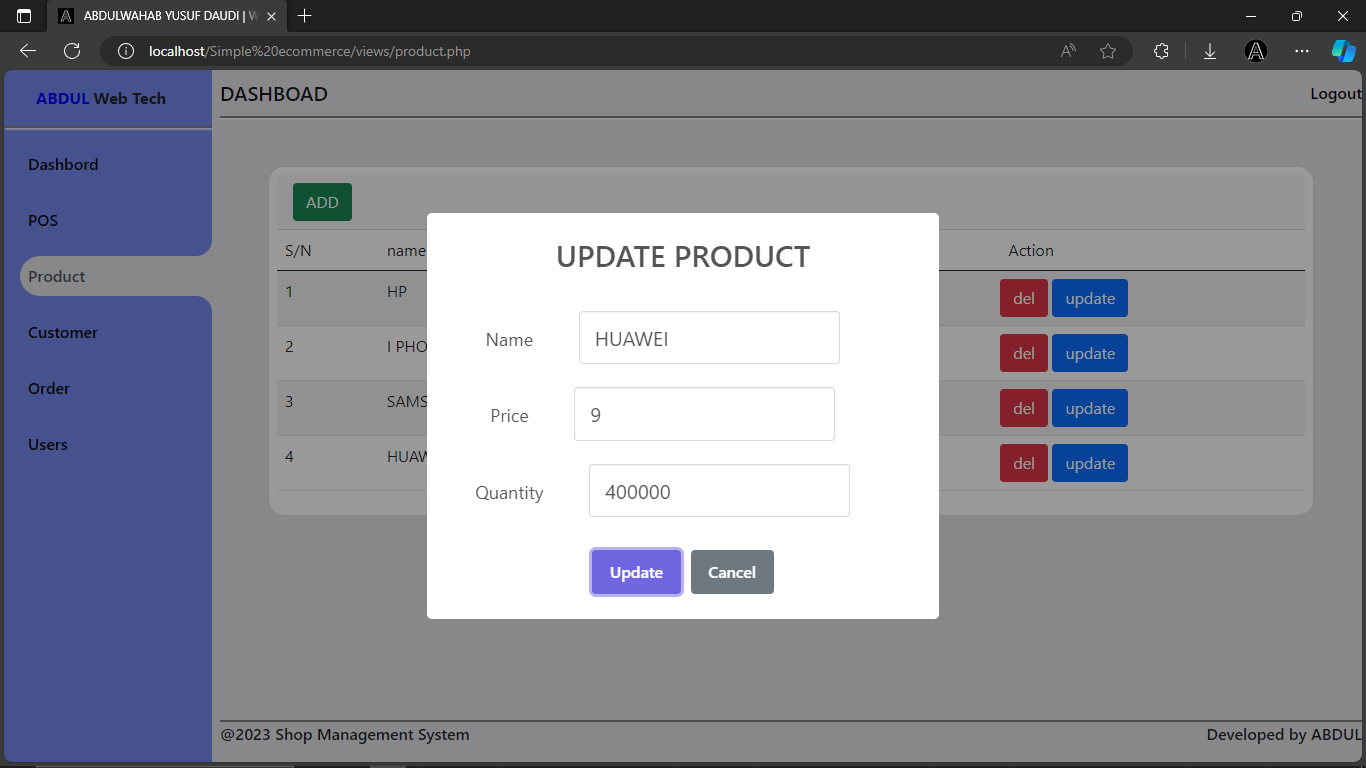 ABDULWAHAB YUSUF DAUDI | W
localhost/Simple%20ecommerce/views/product.php
ABDUL Web Tech
DASHBOAD
Logout
Dashbord
POS
Product
Customer
Order
Users
ADD
S/N name Action
1 HP del update
2 I PHO del update
3 SAMS del update
4 HUAW del update
UPDATE PRODUCT
Name HUAWEI
Price 9
Quantity 400000
Update Cancel
@2023 Shop Management System
Developed by ABDUL